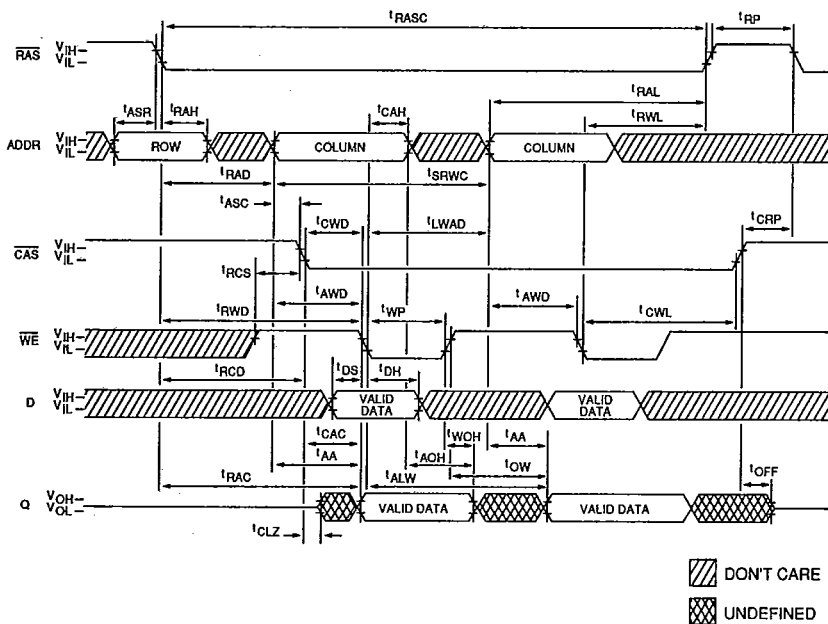 tRASC tRP
RAS VIH VIL
tRAL
tASR tRAH tCAH tRWL
ADDR VIH VIL ROW COLUMN COLUMN
tRAD tSRWC
tASC
tCWD tLWAD tCRP
CAS VIH VIL
tRCS
tAWD tAWD
tRWD tWP tCWL
WE VIH VIL
tRCD tDS tDH
D VIH VIL VALID DATA VALID DATA
tCAC tWOH tAA
tAA tAOH
tRAC tALW tOW tOFF
Q VOH VOL VALID DATA VALID DATA
tCLZ
DON'T CARE
UNDEFINED